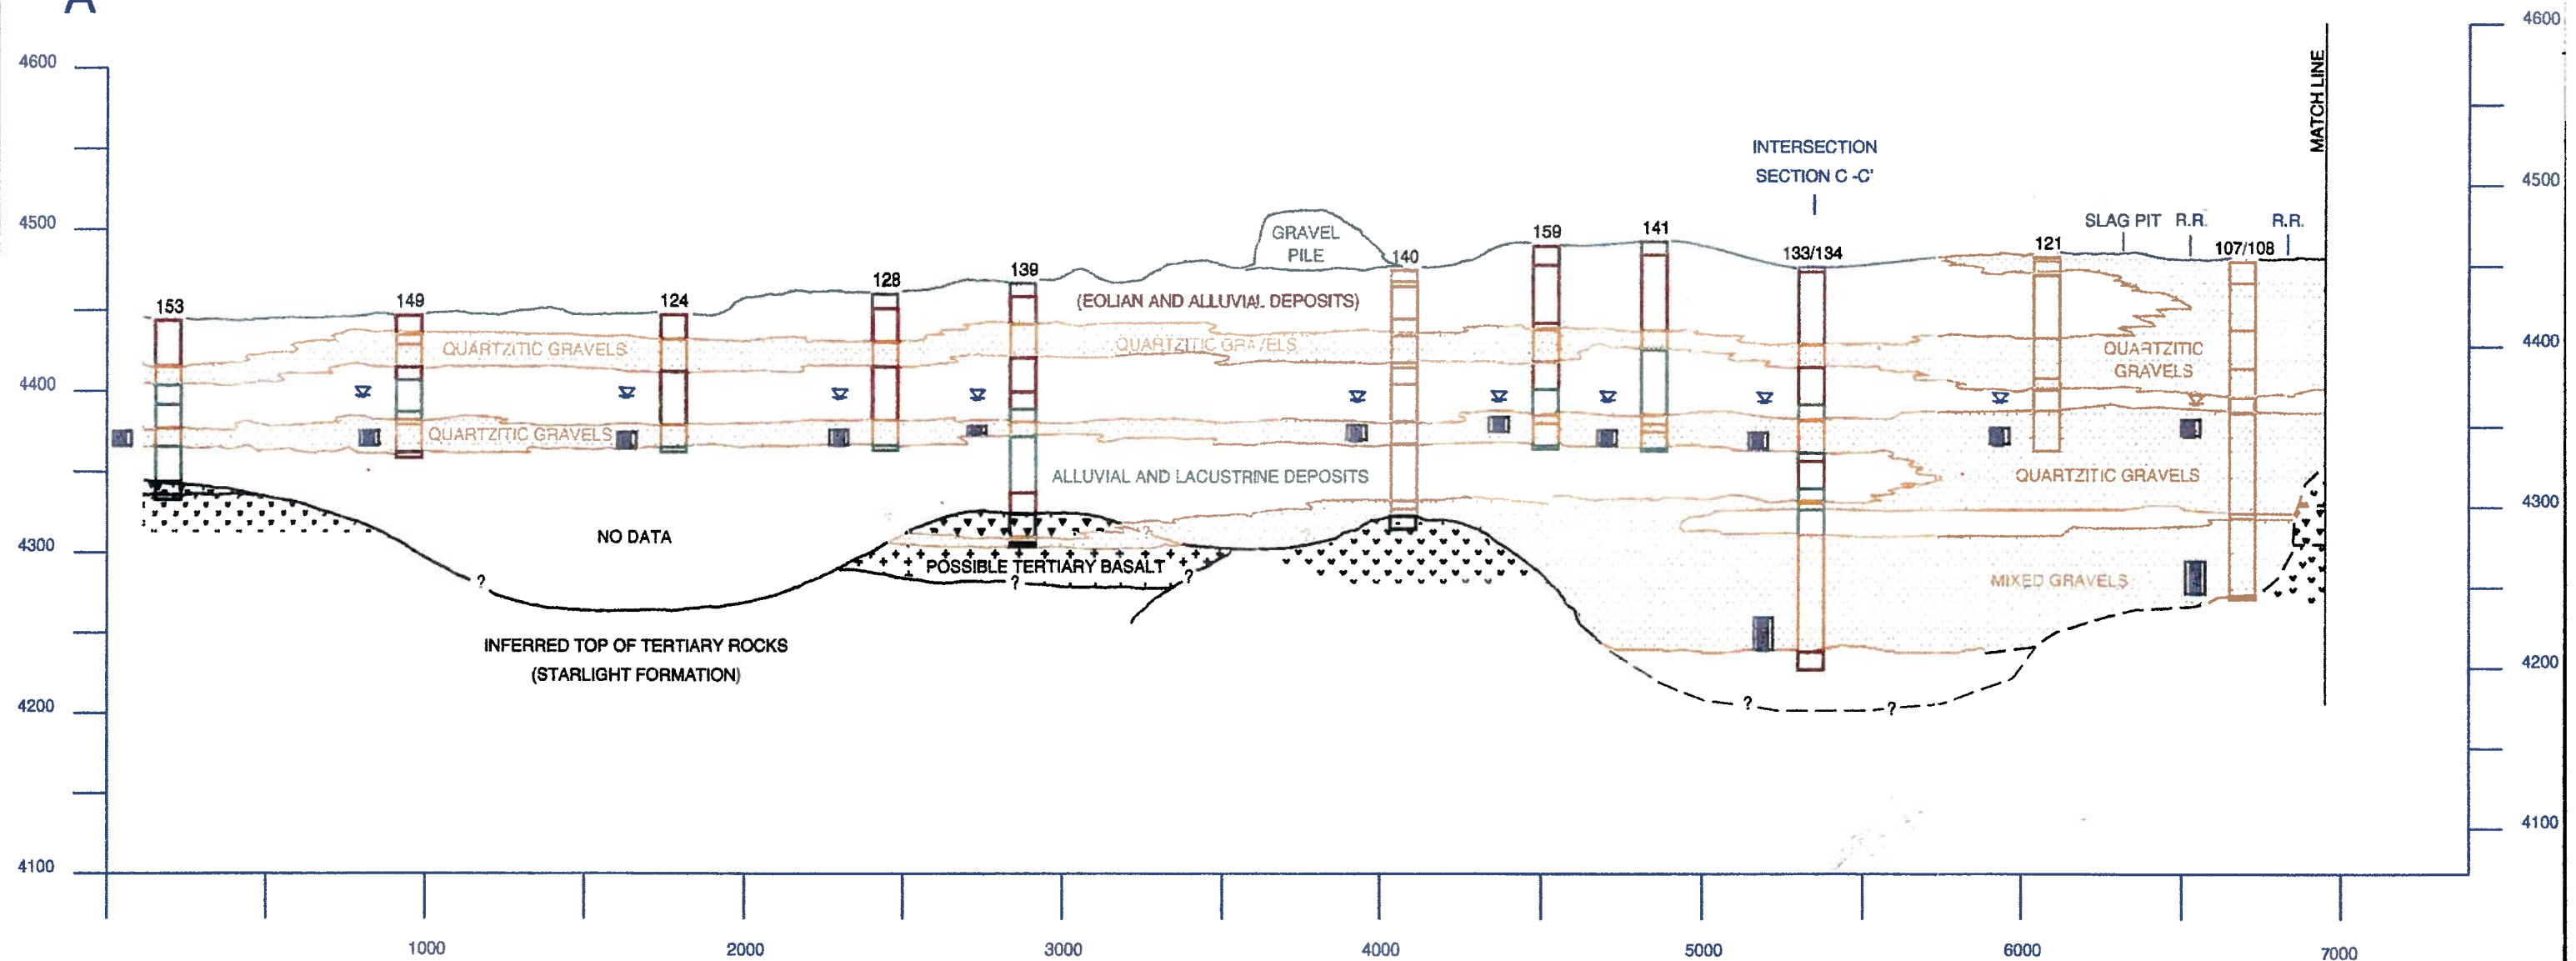 A
4600
4600
MATCH LINE
INTERSECTION
SECTION C -C'
4500
4500
GRAVEL
PILE
SLAG PIT R.R. R.R.
153
149
124
128
139
140
159
141
133/134
121
107/108
(EOLIAN AND ALLUVIAL DEPOSITS)
QUARTZITIC GRAVELS
QUARTZITIC GRAVELS
QUARTZITIC
GRAVELS
4400
4400
QUARTZITIC GRAVELS
ALLUVIAL AND LACUSTRINE DEPOSITS
QUARTZITIC GRAVELS
4300
4300
NO DATA
?
POSSIBLE TERTIARY BASALT
?
?
?
MIXED GRAVELS
INFERRED TOP OF TERTIARY ROCKS
(STARLIGHT FORMATION)
4200
4200
?
?
4100
4100
1000 2000 3000 4000 5000 6000 7000